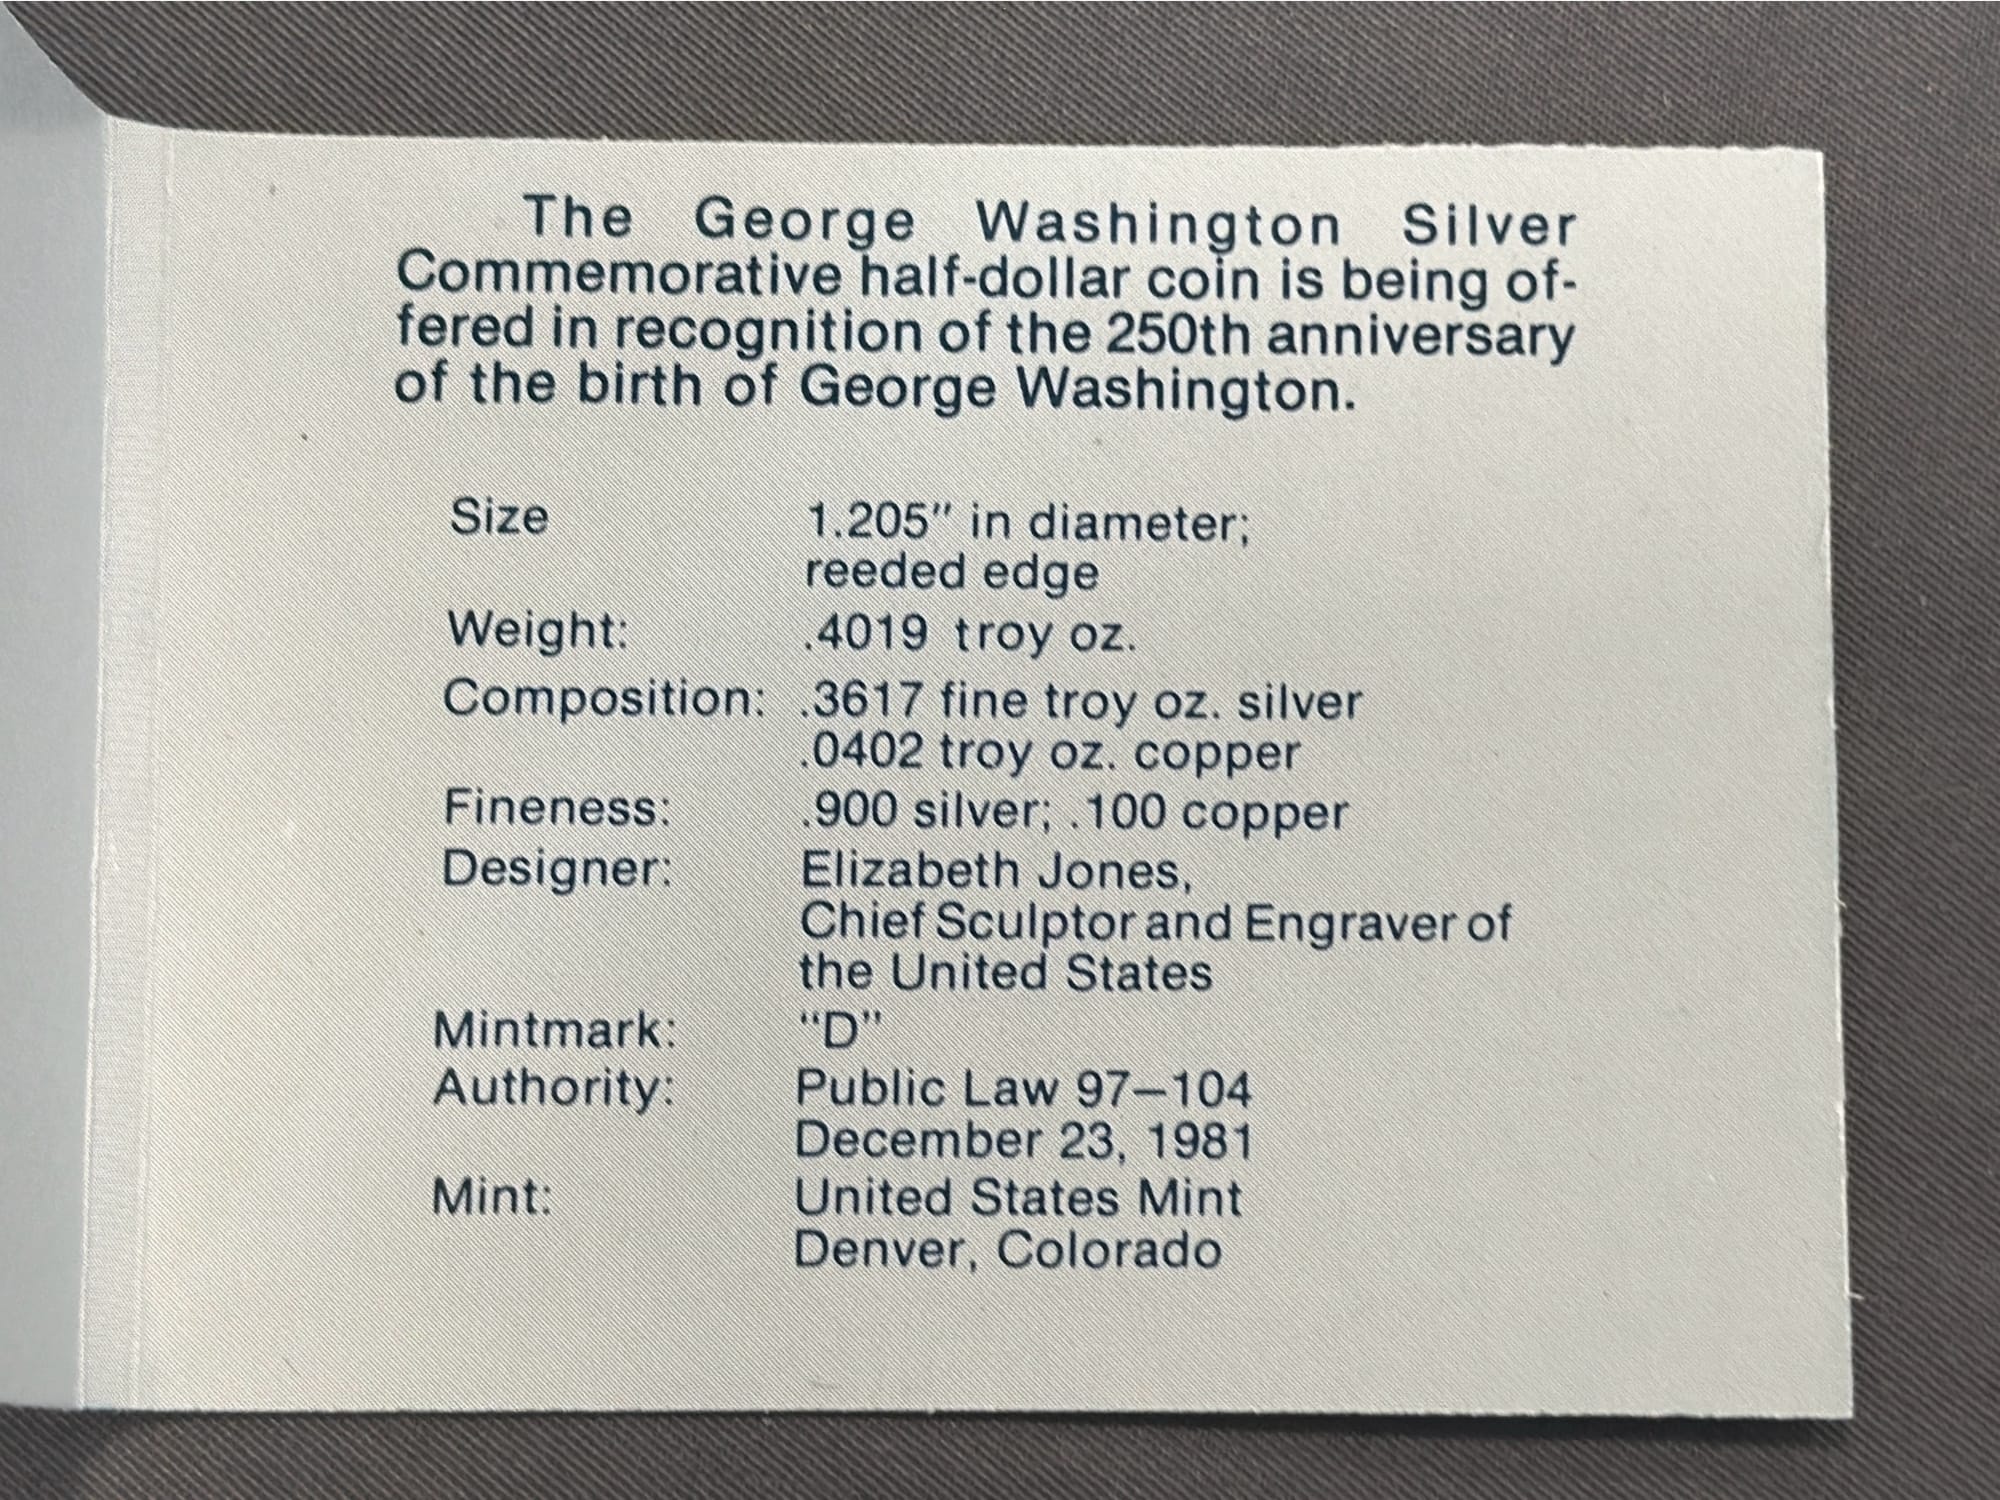 The George Washington Silver
Commemorative half-dollar coin is being of-
fered in recognition of the 250th anniversary
of the birth of George Washington.
Size 1.205″ in diameter;
reeded edge
Weight: .4019 troy oz.
Composition: .3617 fine troy oz. silver
.0402 troy oz. copper
Fineness: .900 silver; .100 copper
Designer: Elizabeth Jones,
Chief Sculptor and Engraver of
the United States
Mintmark: “D”
Authority: Public Law 97–104
December 23, 1981
Mint: United States Mint
Denver, Colorado